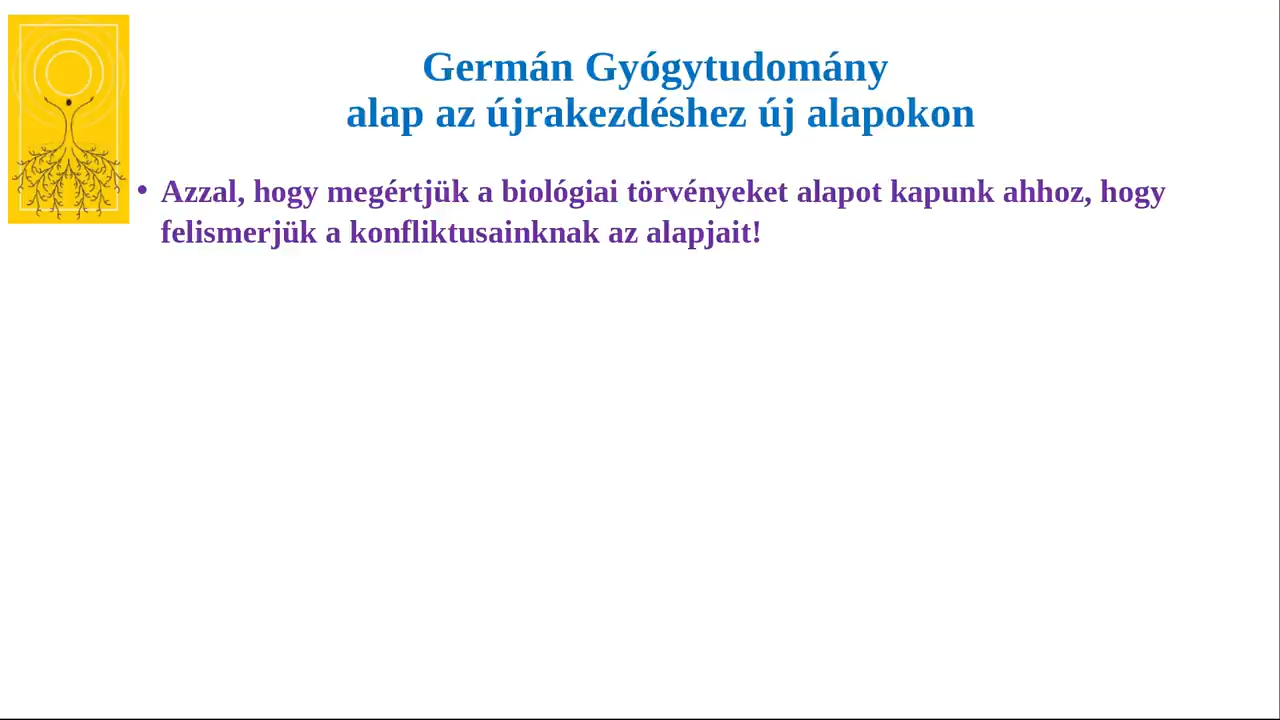 Germán Gyógytudomány
alap az újrakezdéshez új alapokon
• Azzal, hogy megértjük a biológiai törvényeket alapot kapunk ahhoz, hogy
felismerjük a konfliktusainknak az alapjait!